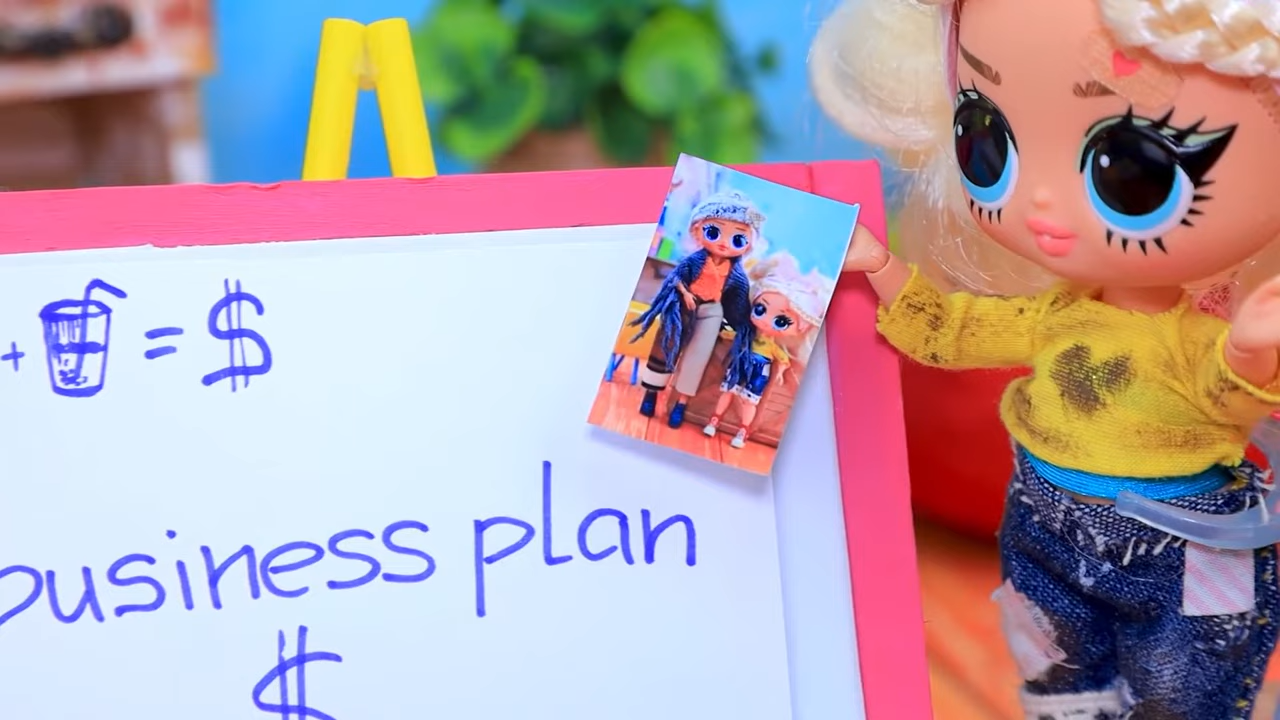 + = $
business plan
$